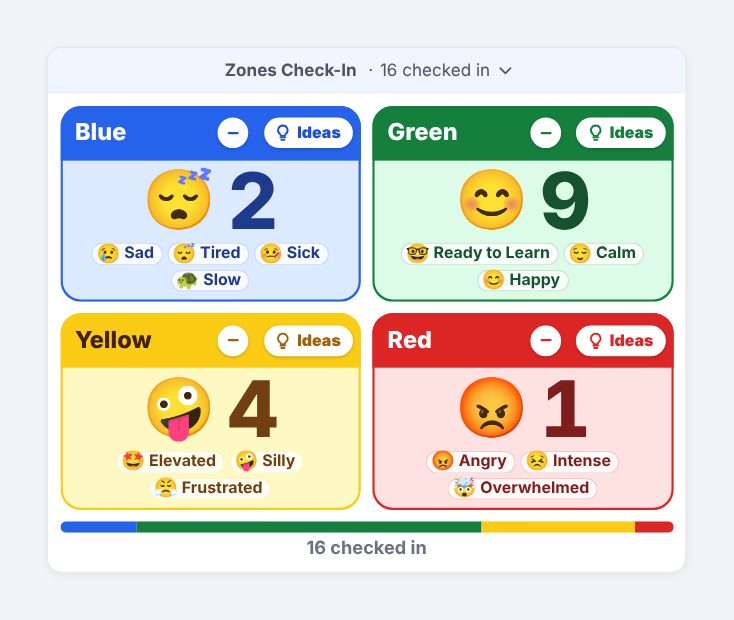 Zones Check-In · 16 checked in
Blue − Ideas
2
Sad Tired Sick
Slow
Green − Ideas
9
Ready to Learn Calm
Happy
Yellow − Ideas
4
Elevated Silly
Frustrated
Red − Ideas
1
Angry Intense
Overwhelmed
16 checked in